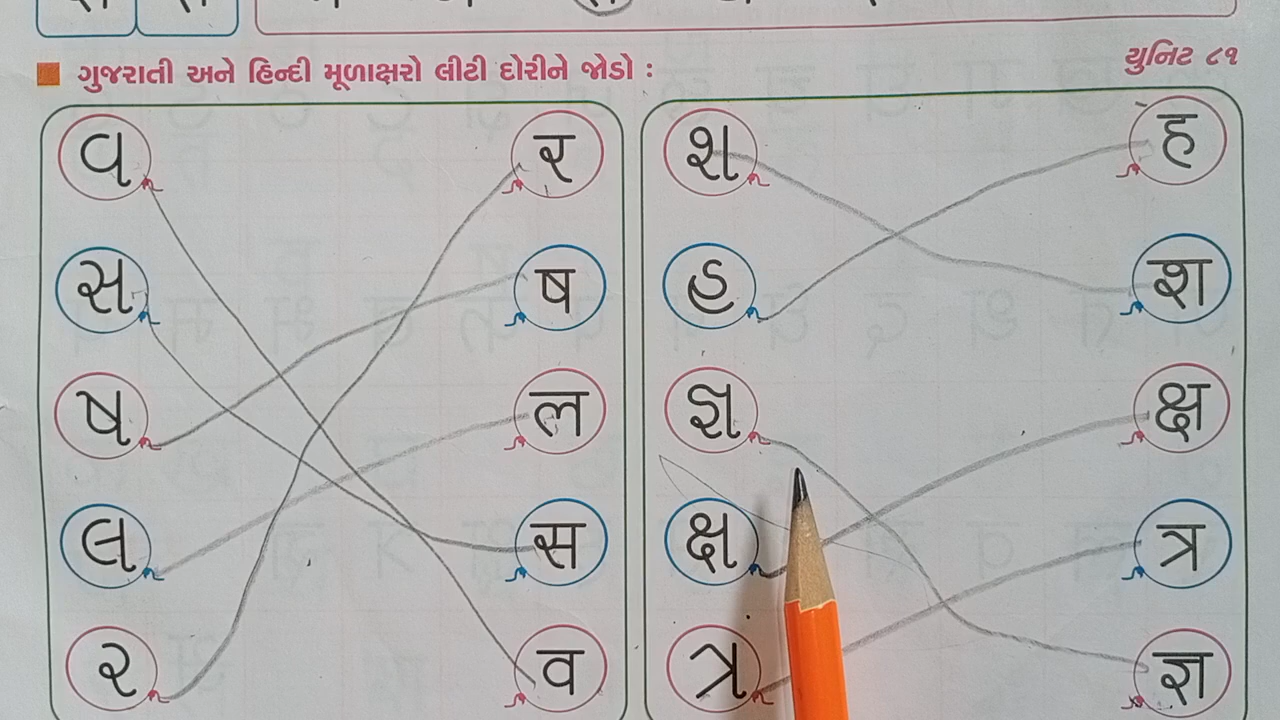 યુનિટ ૮૧
ગુજરાતી અને હિન્દી મૂળાક્ષરો લીટી દોરીને જોડો :
વ र શ ह
સ ष હ श
ષ ल જ્ઞ क्ष
લ स ક્ષ त्र
ર व ત્ર ज्ञ